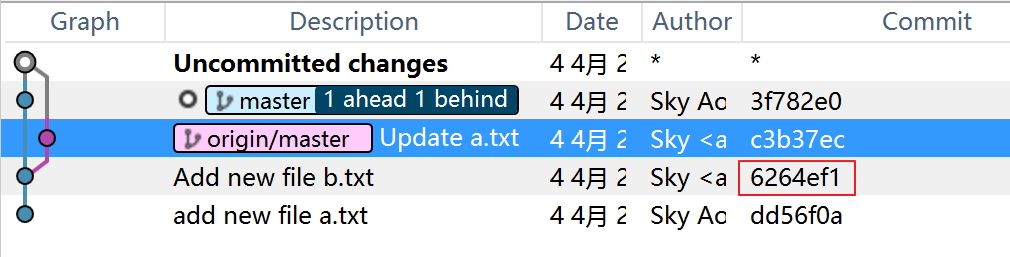 Graph Description Date Author Commit
Uncommitted changes 4 4月 2 * *
master 1 ahead 1 behind 4 4月 2 Sky Ao 3f782e0
origin/master Update a.txt 4 4月 2 Sky <a c3b37ec
Add new file b.txt 4 4月 2 Sky <a 6264ef1
add new file a.txt 4 4月 2 Sky Ao dd56f0a